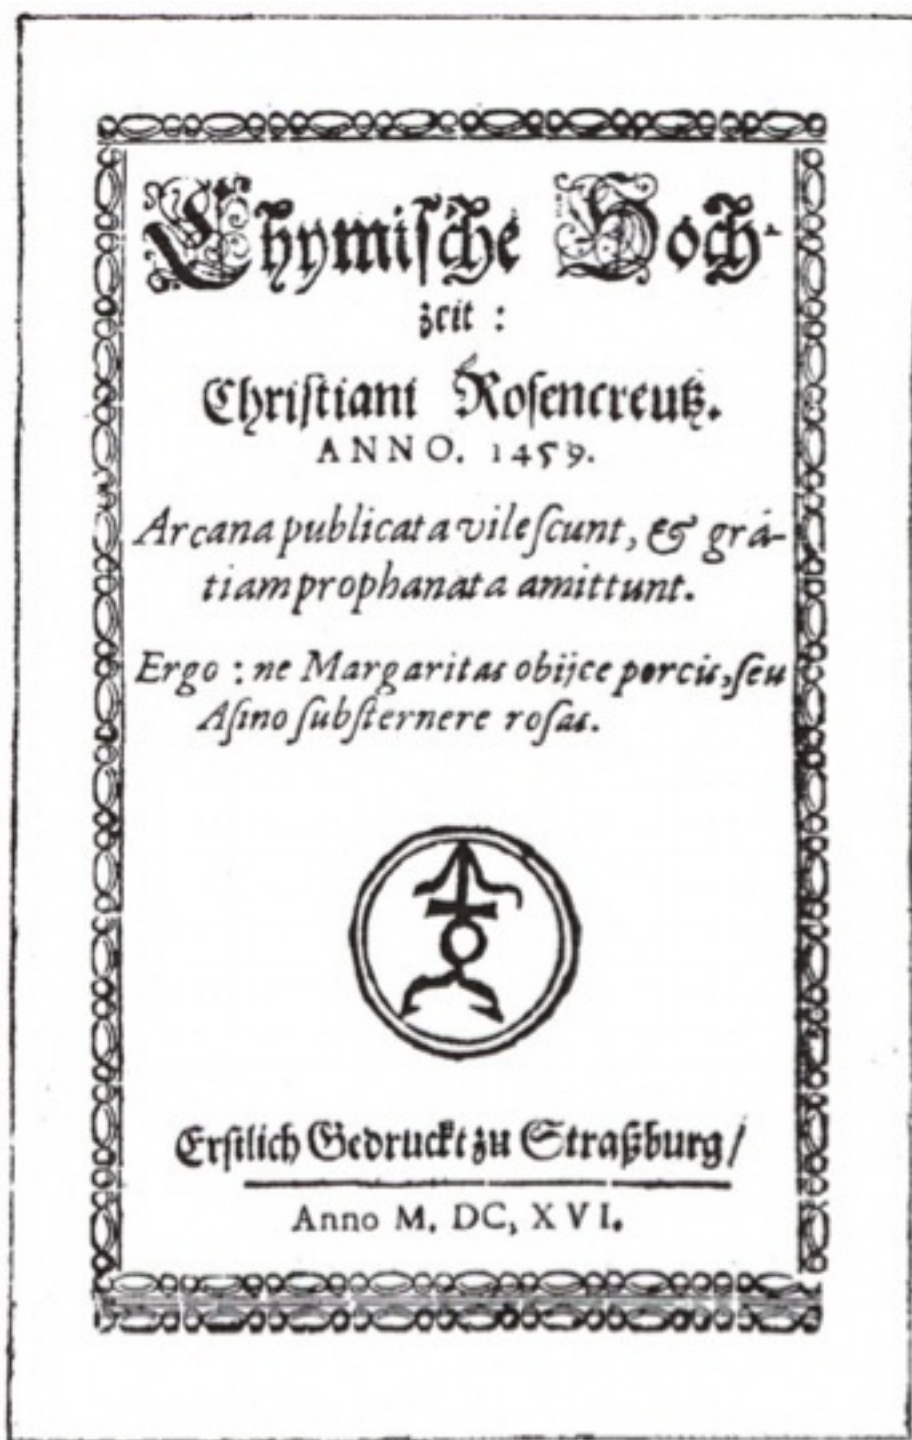 Chymiſche Hoch-
zeit :
Chriſtiani Roſencreutz.
ANNO. 1459.
Arcana publicata vileſcunt, & gra-
tiam prophanata amittunt.
Ergo : ne Margaritas obijce porcis, ſeu
Aſino ſubſternere roſas.
Erſtlich Gedruckt zu Straßburg /
Anno M. DC, XVI.